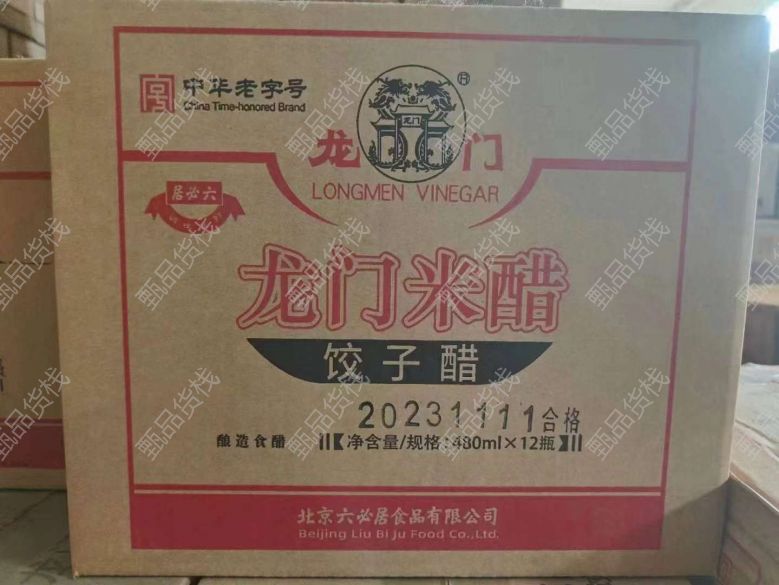 中华老字号
China Time-honored Brand
龙门
龙门
LONGMEN VINEGAR
居必六
龙门米醋
饺子醋
20231111合格
酿造食醋 净含量/规格:480ml×12瓶
北京六必居食品有限公司
Beijing Liu Bi Ju Food Co.,Ltd.
甄品货栈